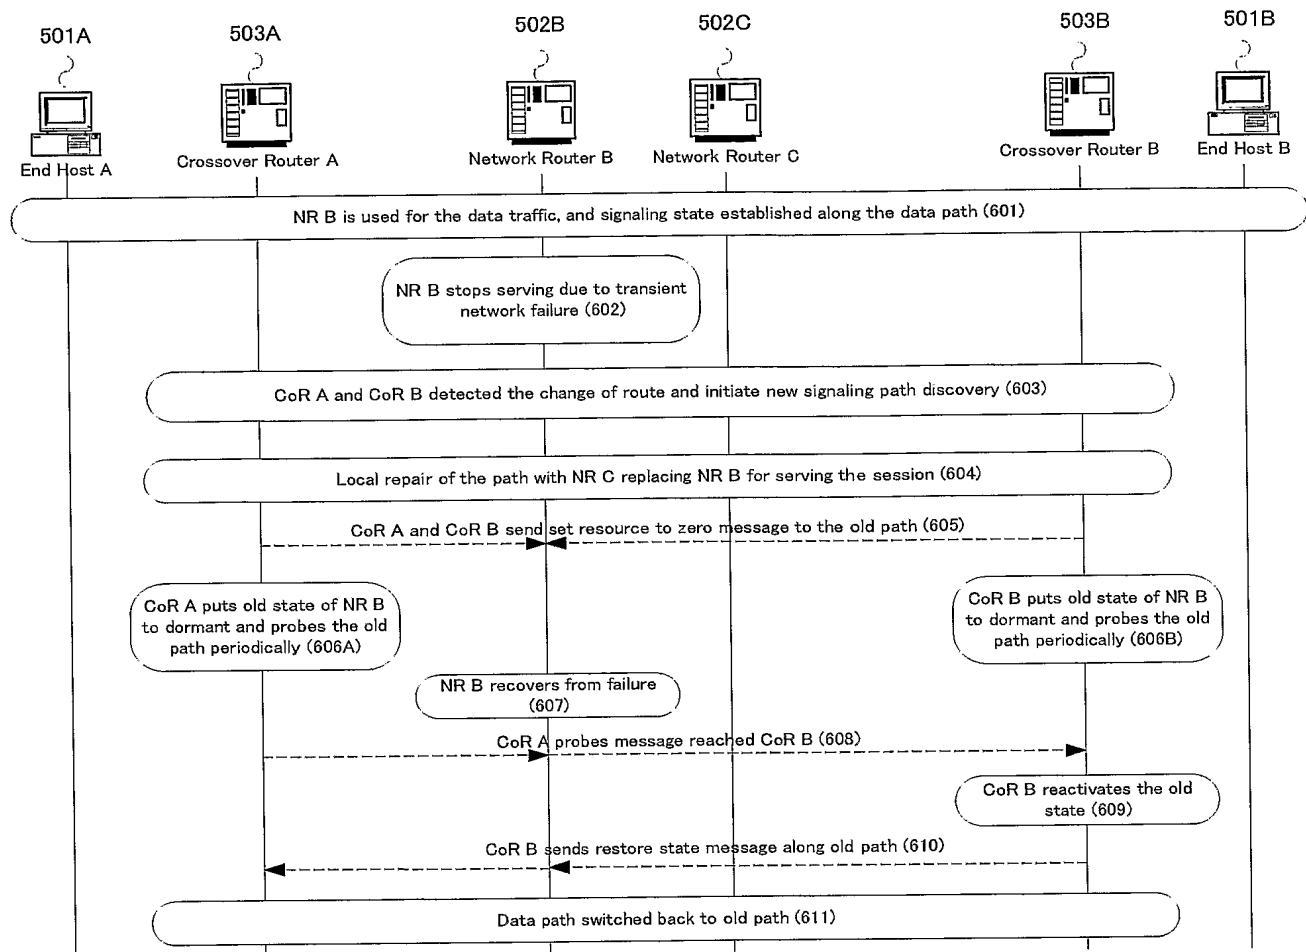 501A
503A
502B
502C
503B
501B
End Host A
Crossover Router A
Network Router B
Network Router C
Crossover Router B
End Host B
NR B is used for the data traffic, and signaling state established along the data path (601)
NR B stops serving due to transient
network failure (602)
CoR A and CoR B detected the change of route and initiate new signaling path discovery (603)
Local repair of the path with NR C replacing NR B for serving the session (604)
CoR A and CoR B send set resource to zero message to the old path (605)
CoR A puts old state of NR B
to dormant and probes the old
path periodically (606A)
CoR B puts old state of NR B
to dormant and probes the old
path periodically (606B)
NR B recovers from failure
(607)
CoR A probes message reached CoR B (608)
CoR B reactivates the old
state (609)
CoR B sends restore state message along old path (610)
Data path switched back to old path (611)